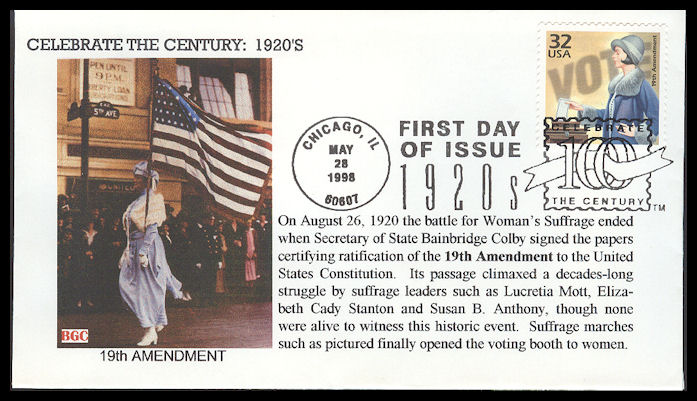 CELEBRATE THE CENTURY: 1920'S
OPEN UNTIL
9 P.M.
LIBERTY LOAN
5TH AVE
BGC
19th AMENDMENT
CHICAGO, IL
MAY
28
1998
60607
FIRST DAY
OF ISSUE
1920s
32
USA
VOTE
19th Amendment
CELEBRATE
100
THE CENTURY
TM
On August 26, 1920 the battle for Woman's Suffrage ended
when Secretary of State Bainbridge Colby signed the papers
certifying ratification of the 19th Amendment to the United
States Constitution. Its passage climaxed a decades-long
struggle by suffrage leaders such as Lucretia Mott, Eliza-
beth Cady Stanton and Susan B. Anthony, though none
were alive to witness this historic event. Suffrage marches
such as pictured finally opened the voting booth to women.